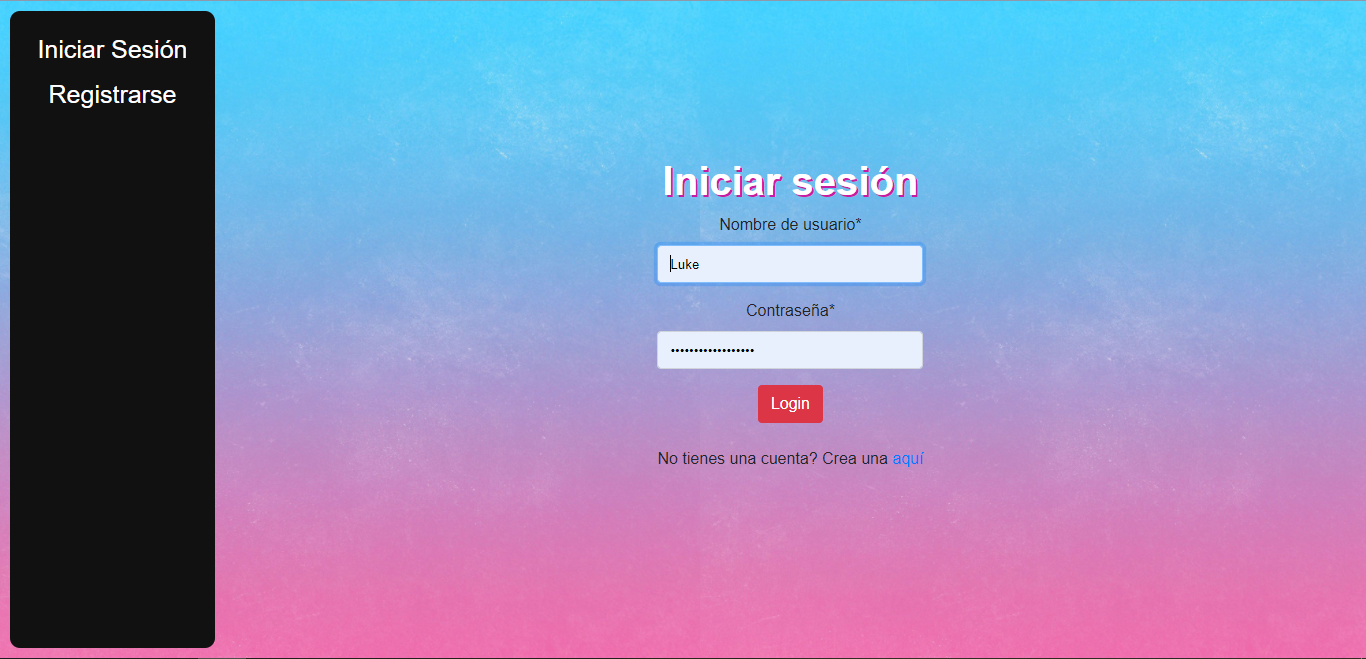 Iniciar Sesión
Registrarse
Iniciar sesión
Nombre de usuario*
Luke
Contraseña*
••••••••••••••••••
Login
No tienes una cuenta? Crea una aquí